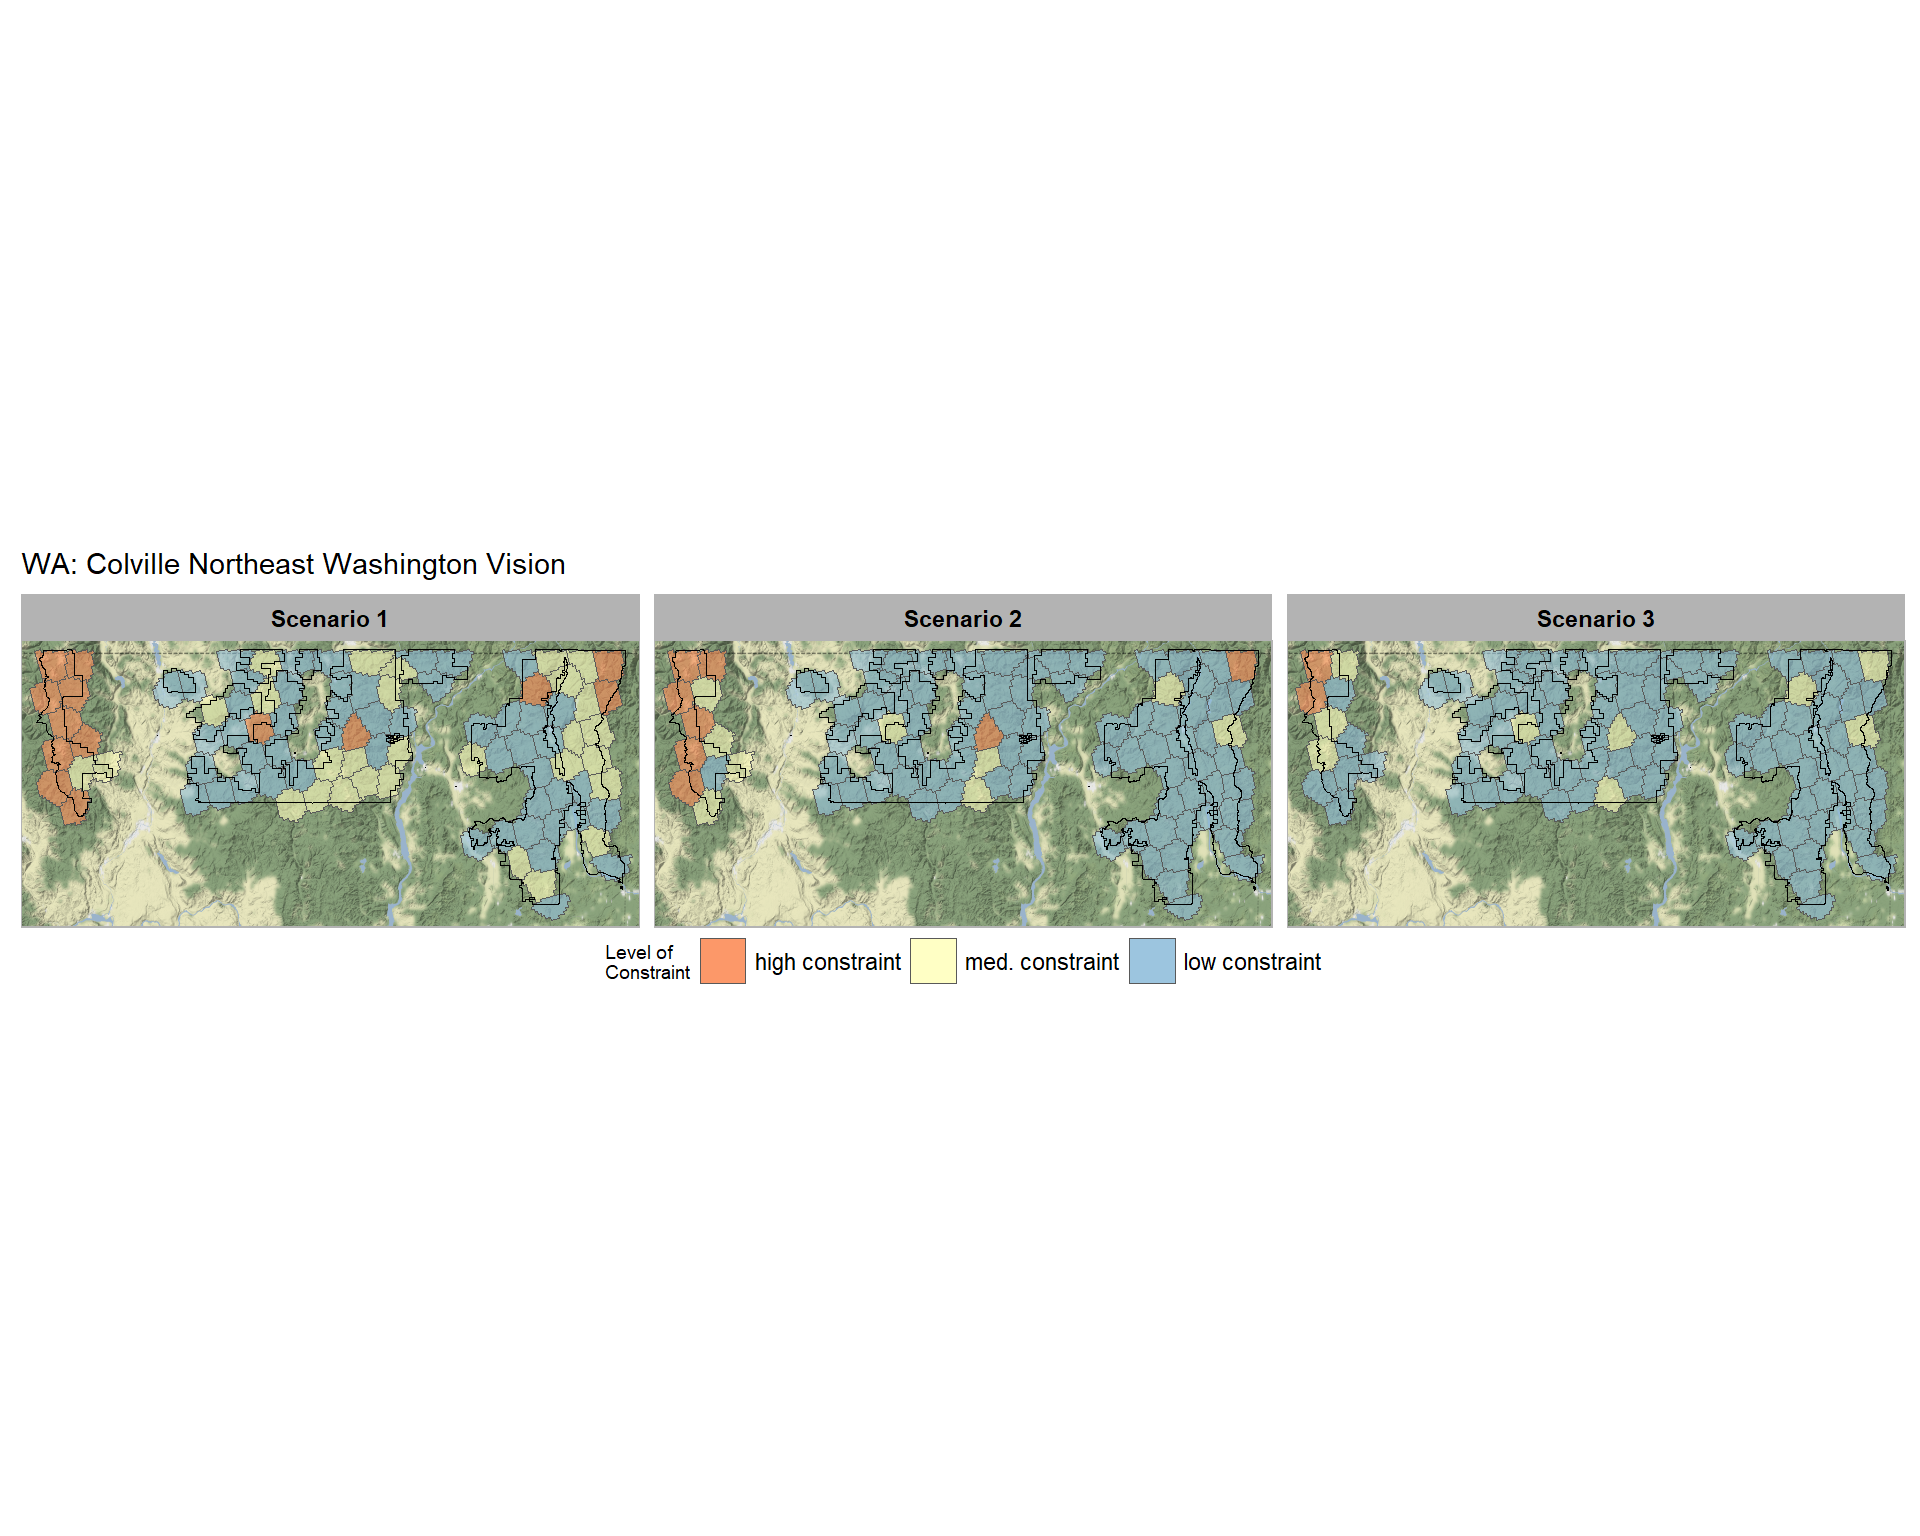 WA: Colville Northeast Washington Vision
Scenario 1
Scenario 2
Scenario 3
Level of
Constraint
high constraint
med. constraint
low constraint